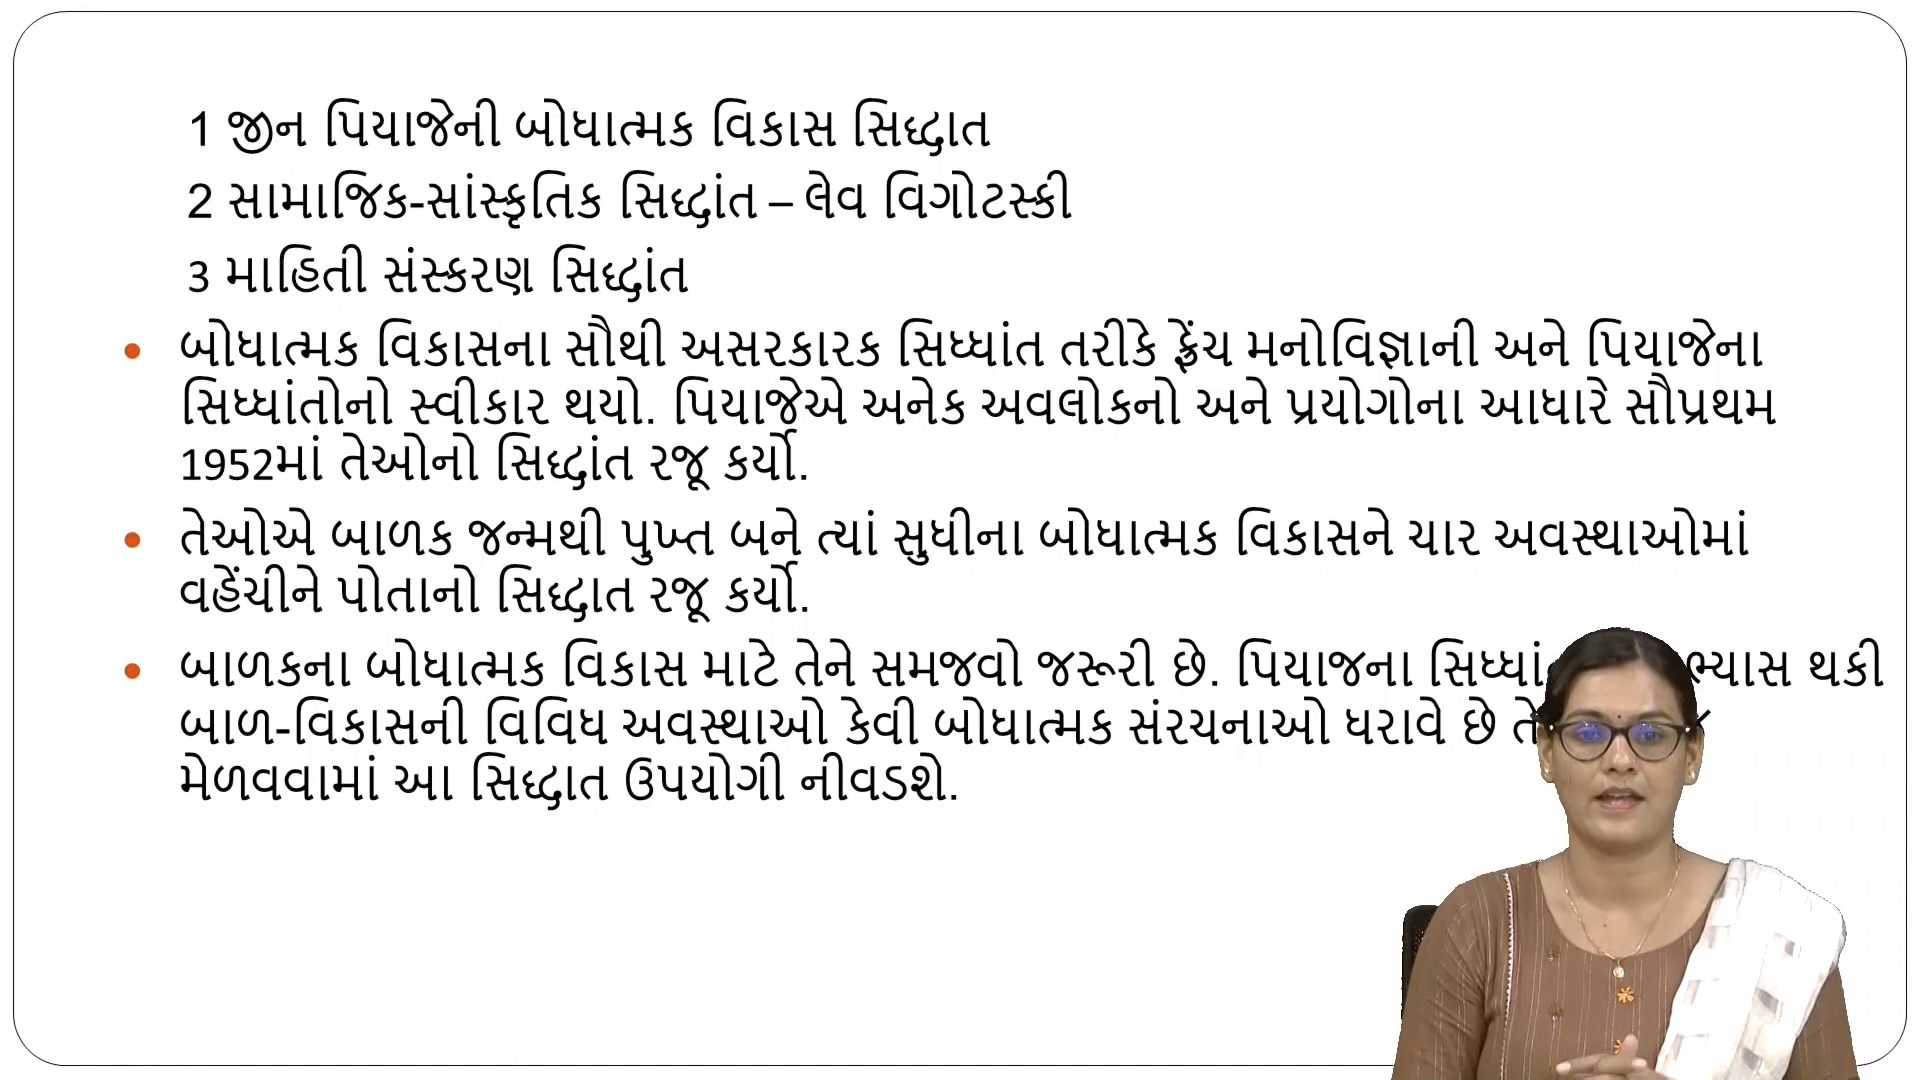 1 જીન પિયાજેની બોધાત્મક વિકાસ સિદ્ધાત
2 સામાજિક-સાંસ્કૃતિક સિદ્ધાંત – લેવ વિગોટસ્કી
3 માહિતી સંસ્કરણ સિદ્ધાંત
• બોધાત્મક વિકાસના સૌથી અસરકારક સિધ્ધાંત તરીકે ફ્રેંચ મનોવિજ્ઞાની અને પિયાજેના
સિધ્ધાંતોનો સ્વીકાર થયો. પિયાજેએ અનેક અવલોકનો અને પ્રયોગોના આધારે સૌપ્રથમ
1952માં તેઓનો સિદ્ધાંત રજૂ કર્યો.
• તેઓએ બાળક જન્મથી પુખ્ત બને ત્યાં સુધીના બોધાત્મક વિકાસને ચાર અવસ્થાઓમાં
વહેંચીને પોતાનો સિદ્ધાત રજૂ કર્યો.
• બાળકના બોધાત્મક વિકાસ માટે તેને સમજવો જરૂરી છે. પિયાજના થકી
બાળ-વિકાસની વિવિધ અવસ્થાઓ કેવી બોધાત્મક સંરચનાઓ ધરાવે છે
મેળવવામાં આ સિદ્ધાત ઉપયોગી નીવડશે.